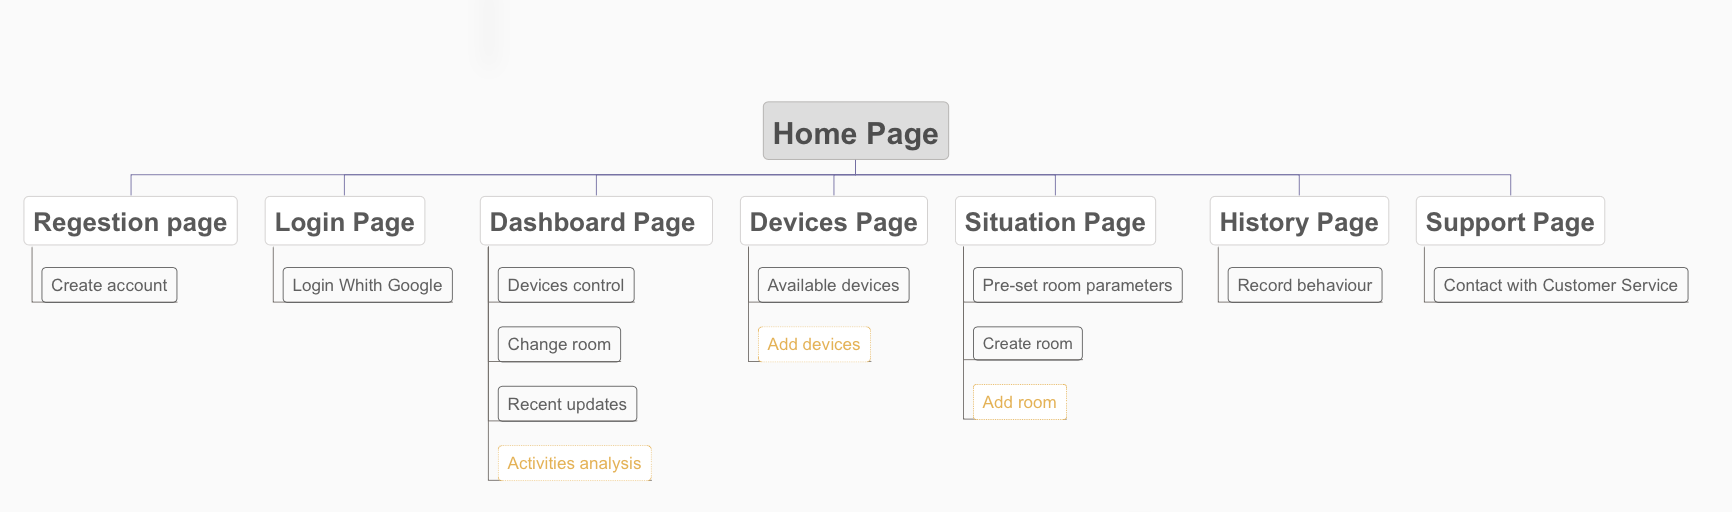 Home Page
Regestion page
Login Page
Dashboard Page
Devices Page
Situation Page
History Page
Support Page
Create account
Login Whith Google
Devices control
Available devices
Pre-set room parameters
Record behaviour
Contact with Customer Service
Change room
Add devices
Create room
Recent updates
Add room
Activities analysis